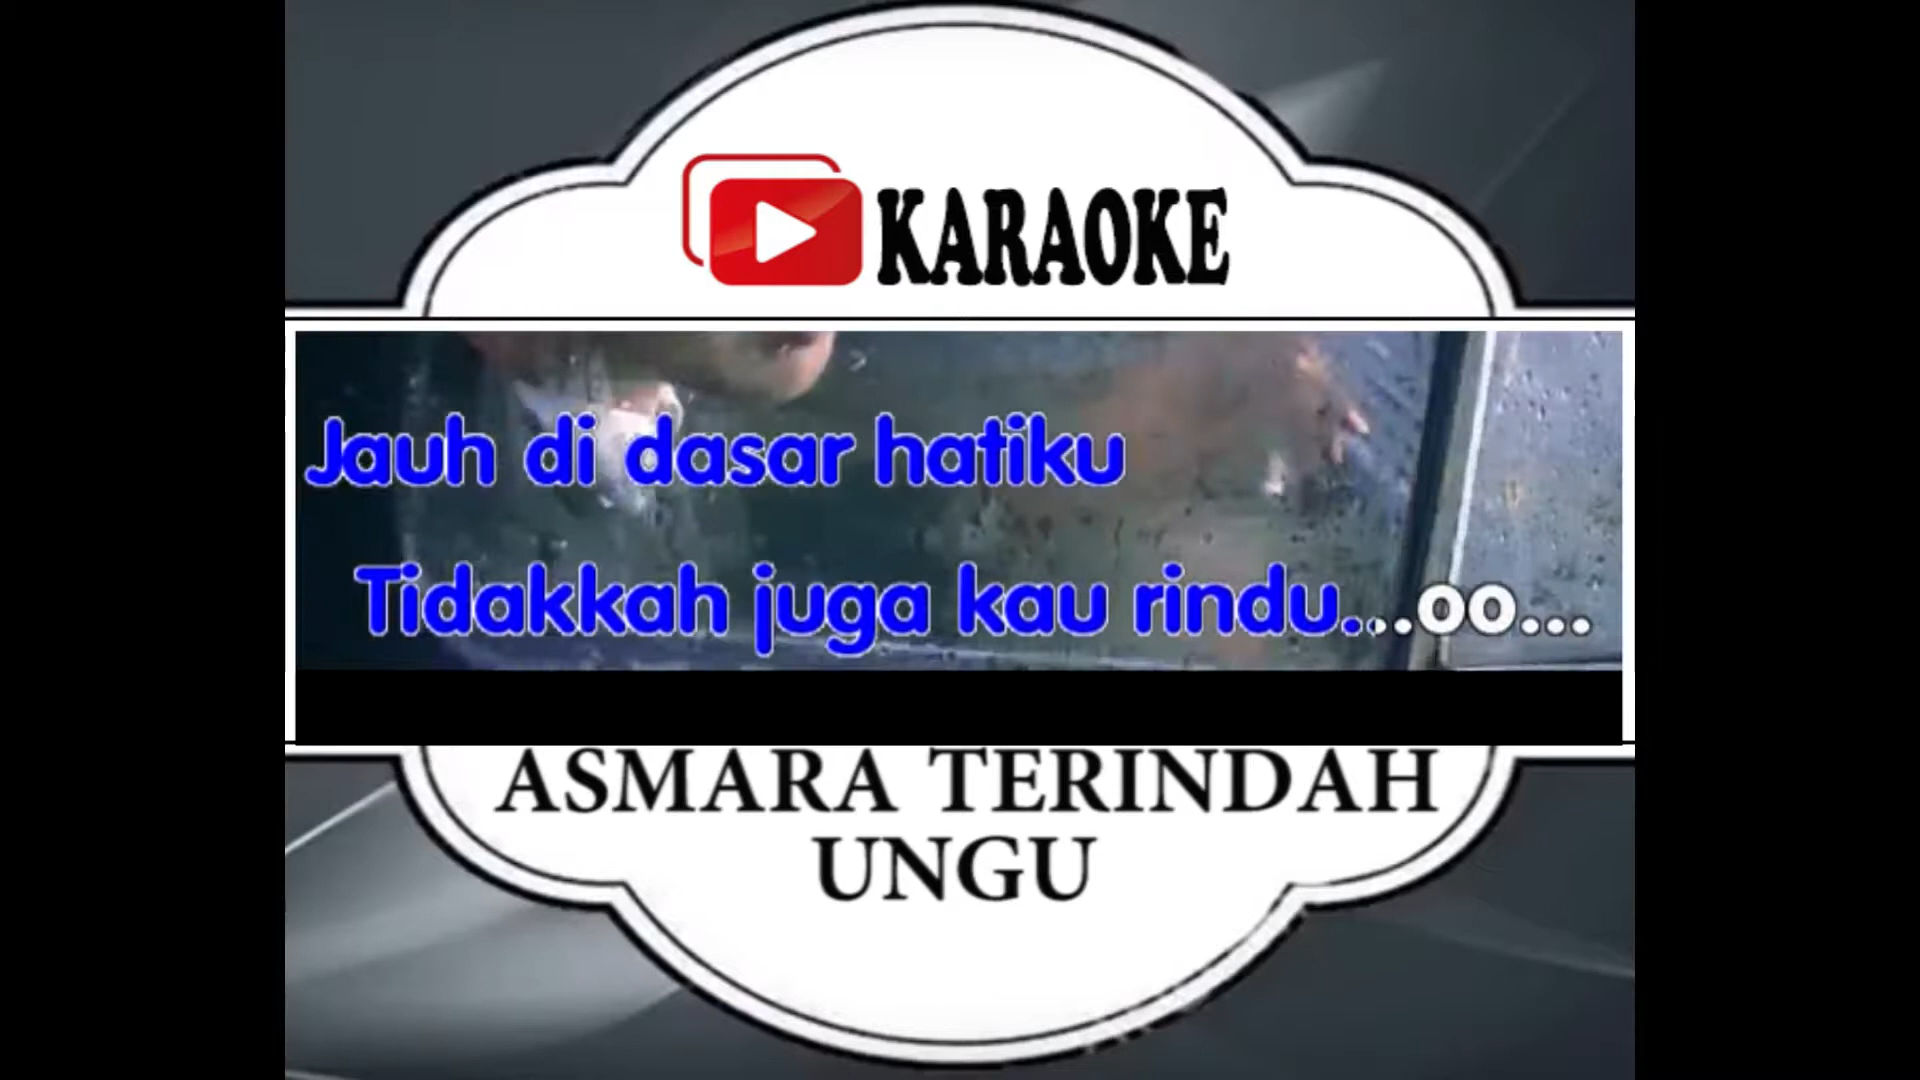 KARAOKE
Jauh di dasar hatiku
Tidakkah juga kau rindu....oo...
ASMARA TERINDAH
UNGU